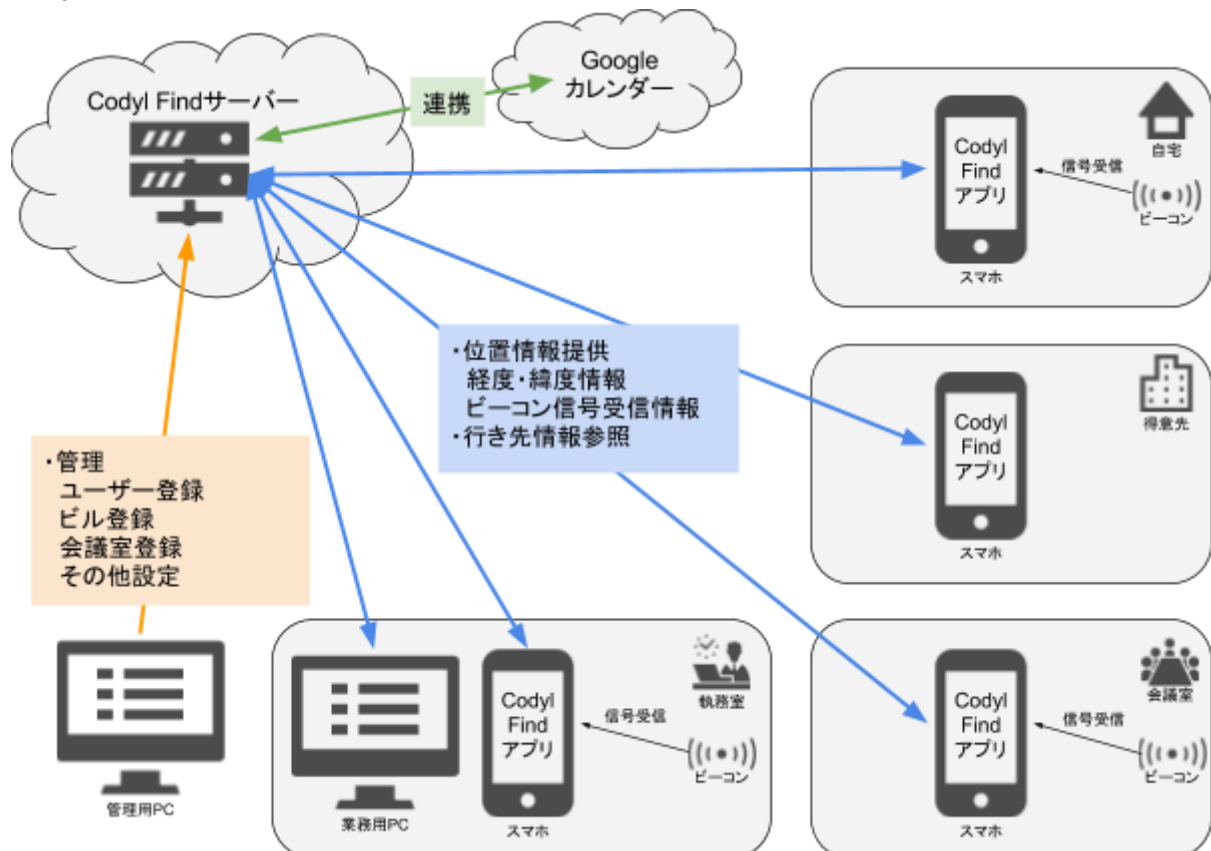 Google
カレンダー
Codyl Findサーバー
連携
Codyl
Find
アプリ
スマホ
信号受信
自宅
ビーコン
・位置情報提供
経度・緯度情報
ビーコン信号受信情報
・行き先情報参照
Codyl
Find
アプリ
スマホ
得意先
・管理
ユーザー登録
ビル登録
会議室登録
その他設定
管理用PC
業務用PC
Codyl
Find
アプリ
スマホ
信号受信
執務室
ビーコン
Codyl
Find
アプリ
スマホ
信号受信
会議室
ビーコン